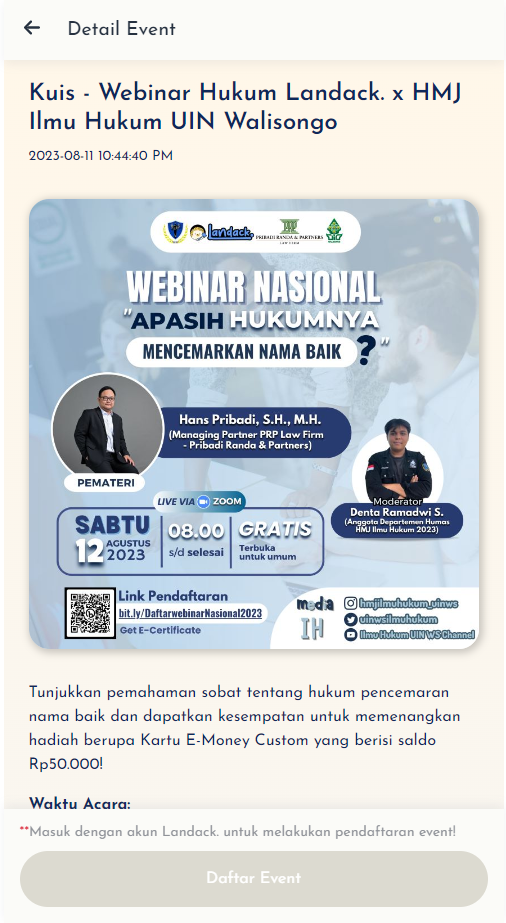 Detail Event
Kuis - Webinar Hukum Landack. x HMJ
Ilmu Hukum UIN Walisongo
2023-08-11 10:44:40 PM
Landack.
PRIBADI RANDA & PARTNERS
LAW FIRM
WEBINAR NASIONAL
"APASIH HUKUMNYA
MENCEMARKAN NAMA BAIK ?"
Hans Pribadi, S.H., M.H.
(Managing Partner PRP Law Firm
- Pribadi Randa & Partners)
PEMATERI
Moderator
Denta Ramadwi S.
(Anggota Departemen Humas
HMJ Ilmu Hukum 2023)
LIVE VIA ZOOM
SABTU
12 AGUSTUS
2023
08.00
s/d selesai
GRATIS
Terbuka
untuk umum
Link Pendaftaran
bit.ly/DaftarwebinarNasional2023
Get E-Certificate
media
IH
hmjilmuhukum_uinws
uinwsilmuhukum
Ilmu Hukum UIN WS Channel
Tunjukkan pemahaman sobat tentang hukum pencemaran
nama baik dan dapatkan kesempatan untuk memenangkan
hadiah berupa Kartu E-Money Custom yang berisi saldo
Rp50.000!
Waktu Acara:
**Masuk dengan akun Landack. untuk melakukan pendaftaran event!
Daftar Event